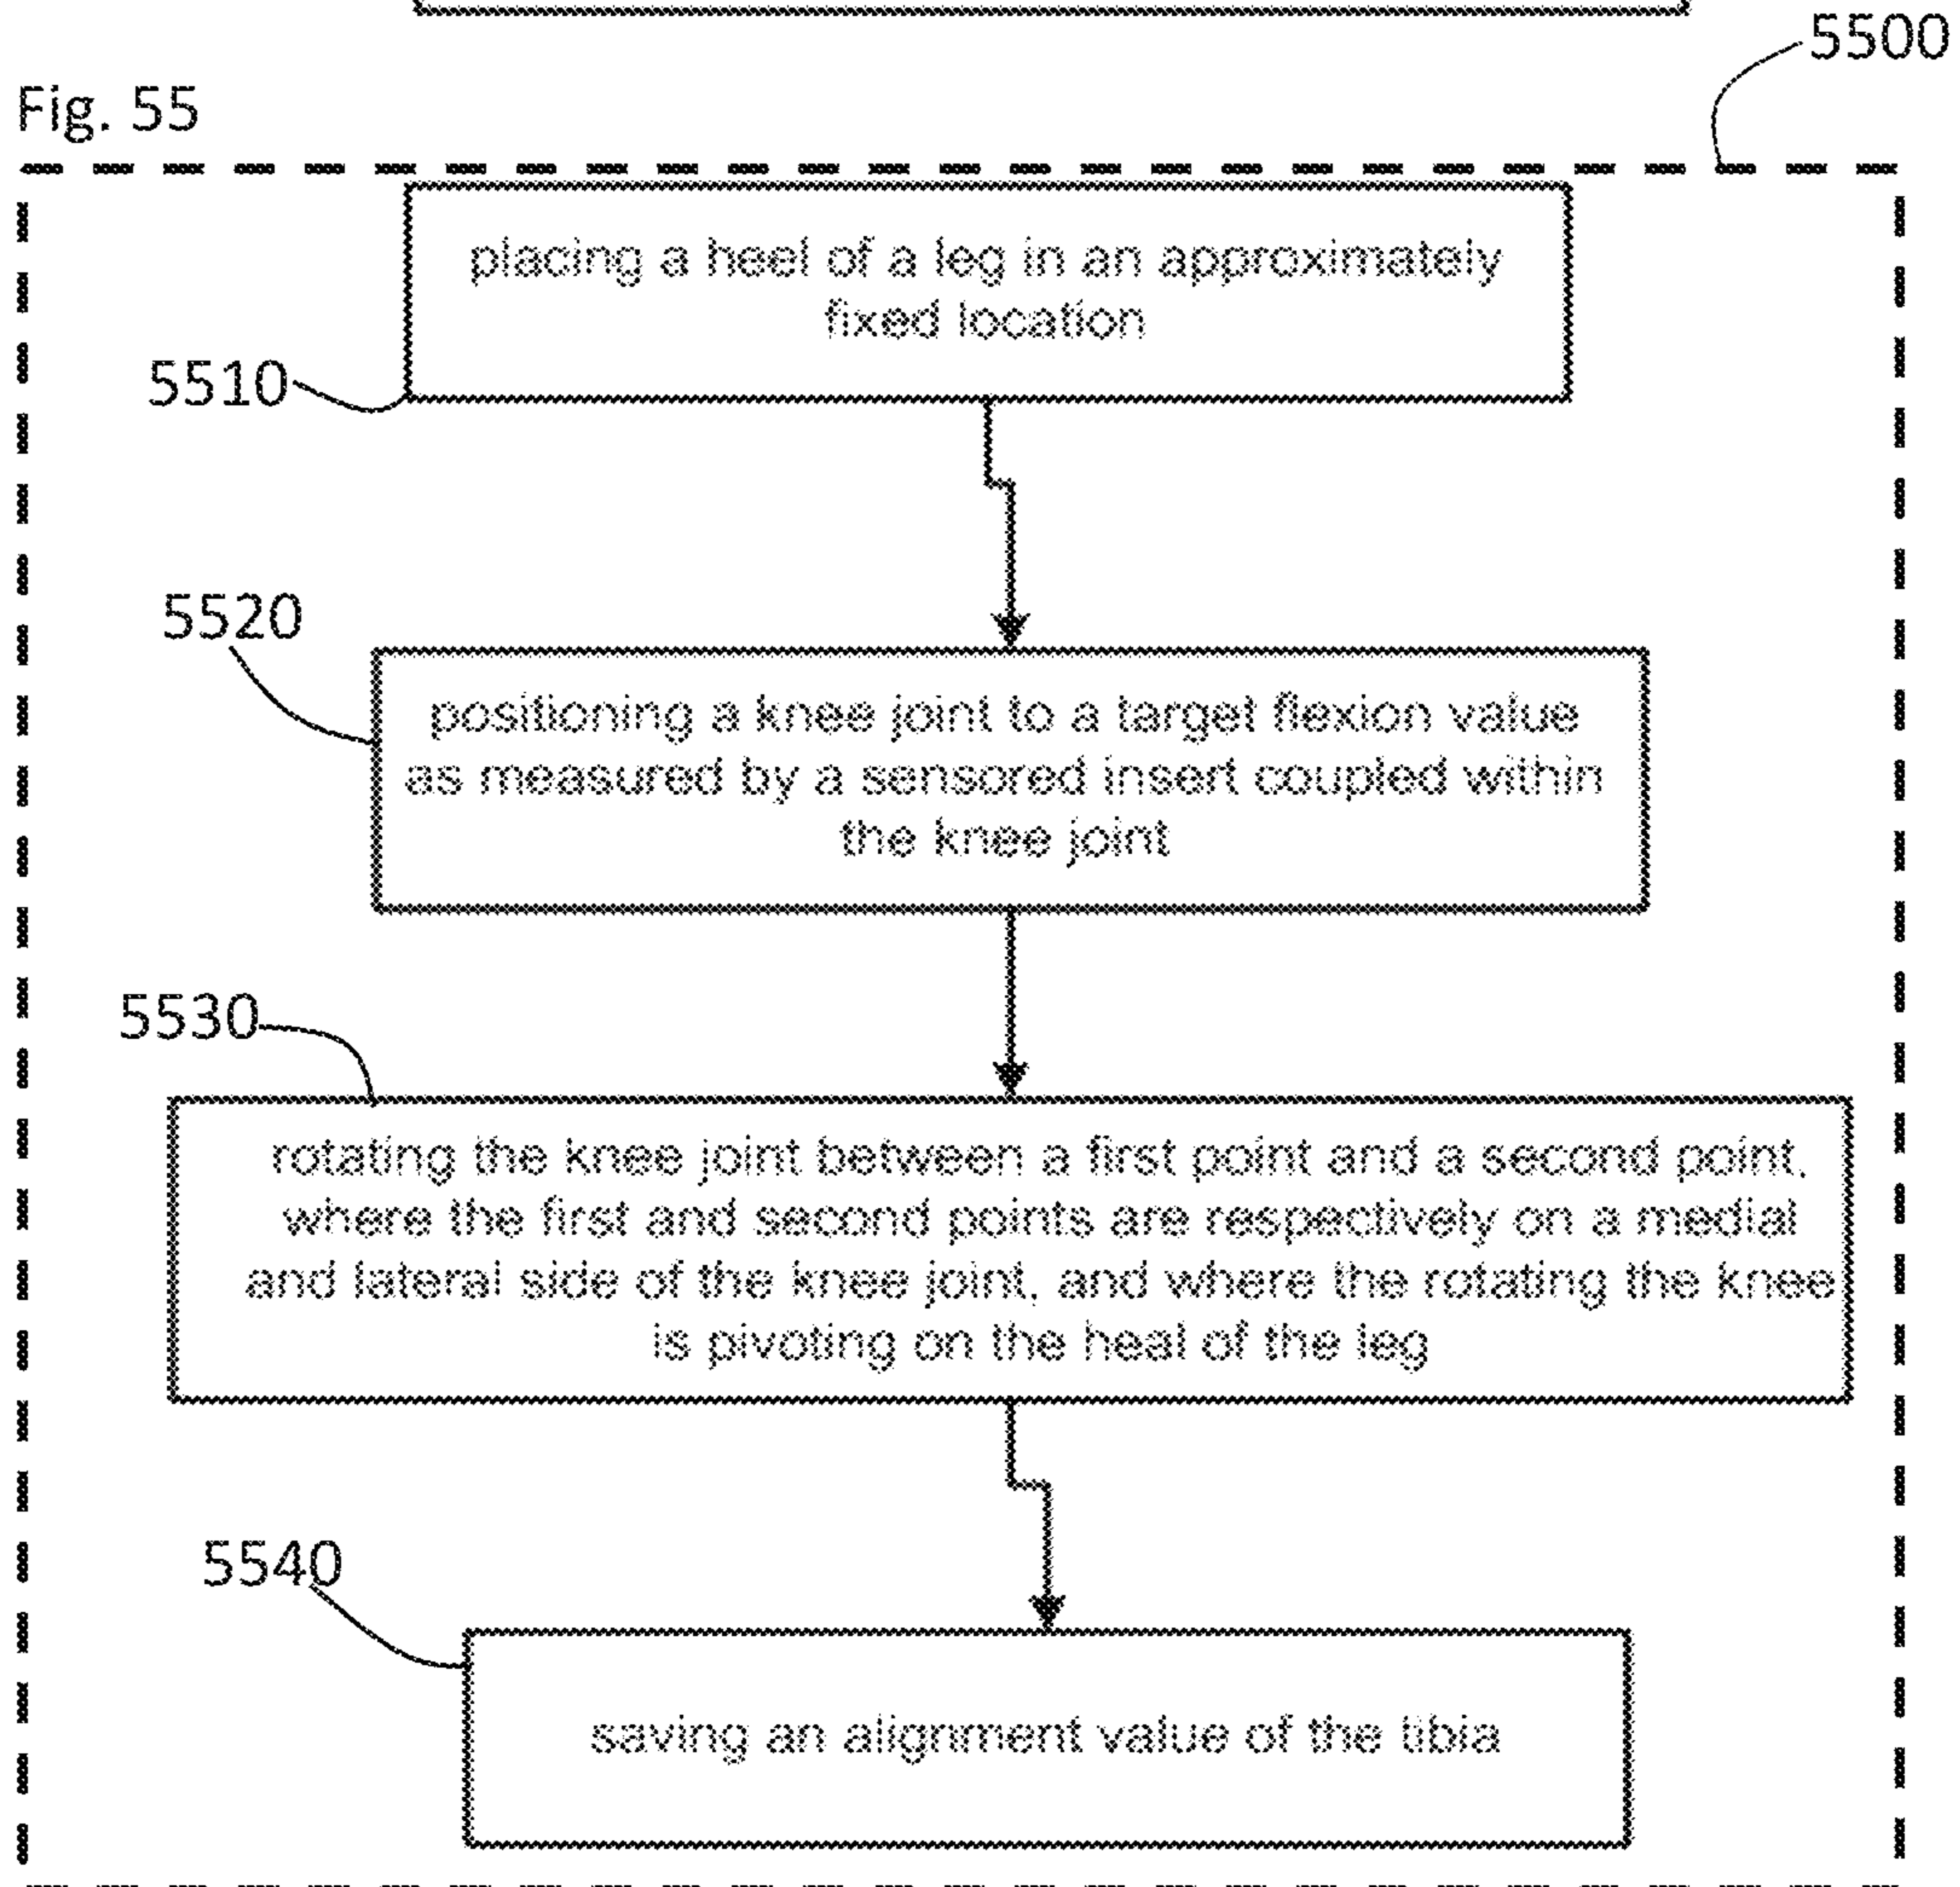 5500
Fig. 55
placing a heel of a leg in an approximately
fixed location
5510
5520
positioning a knee joint to a target flexion value
as measured by a sensored insert coupled within
the knee joint
5530
rotating the knee joint between a first point and a second point,
where the first and second points are respectively on a medial
and lateral side of the knee joint, and where the rotating the knee
is pivoting on the heal of the leg
5540
saving an alignment value of the tibia